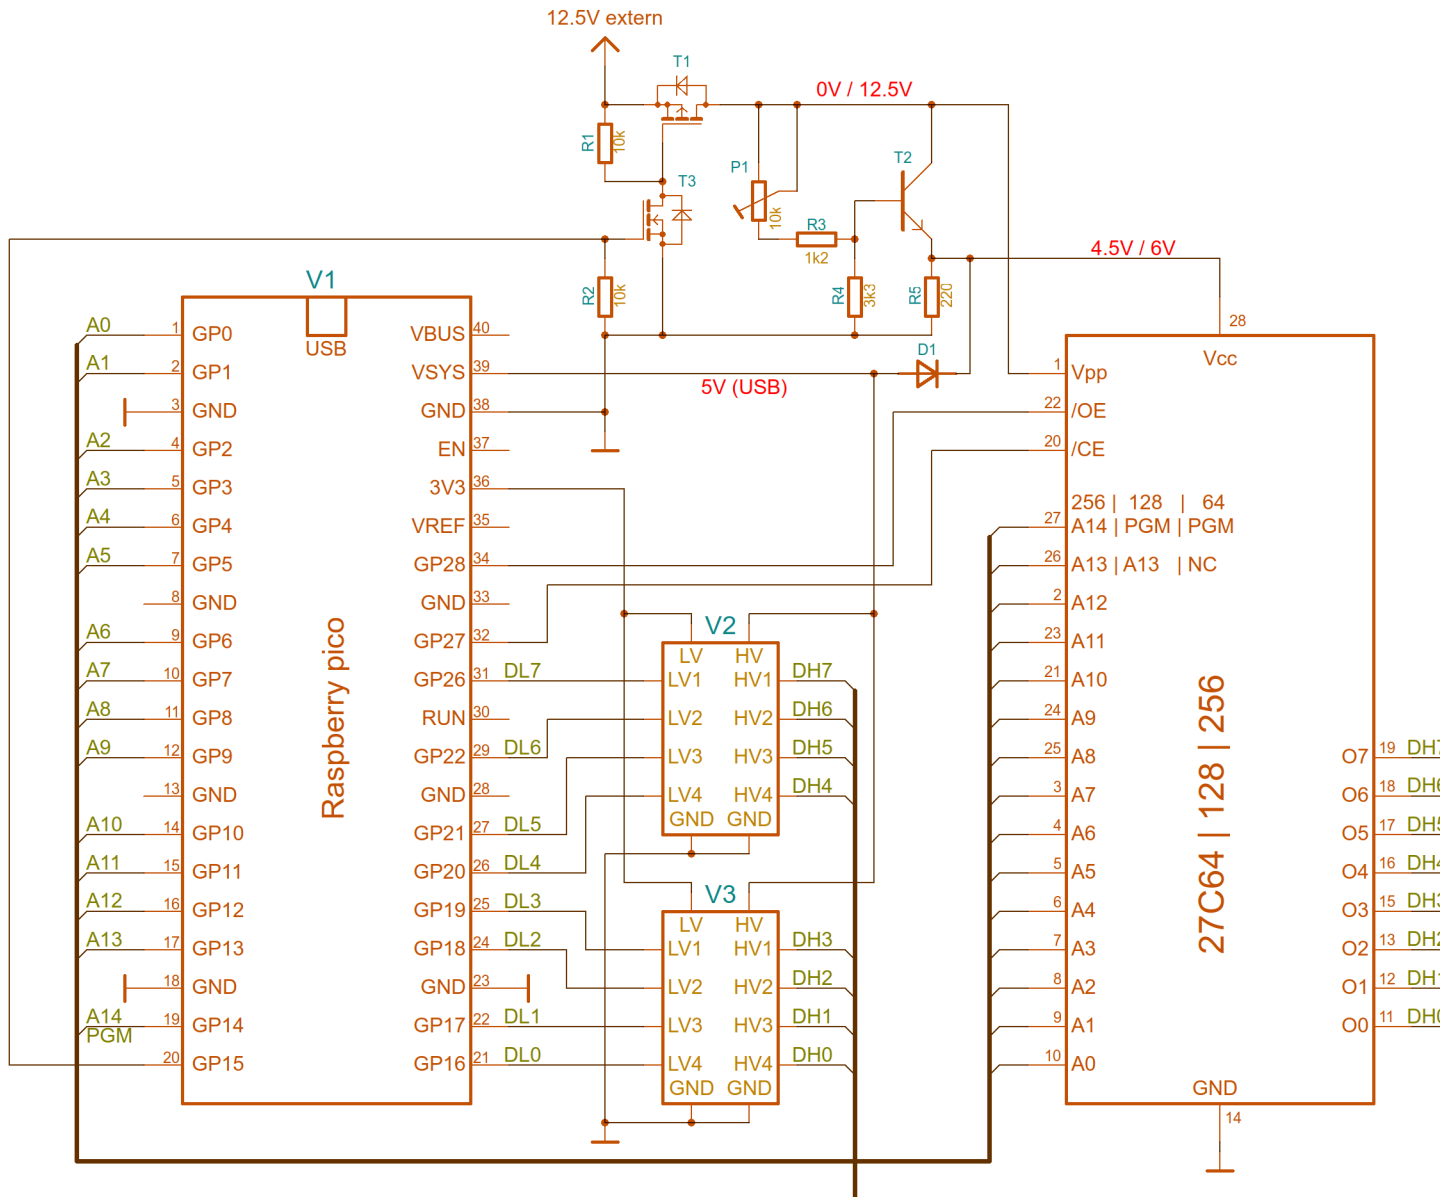 12.5V extern
T1
0V / 12.5V
R1
10k
T3
P1
10k
T2
R3
1k2
4.5V / 6V
R2
10k
R4
3k3
R5
220
D1
5V (USB)
V1
USB
Raspberry pico
A0 1 GP0
A1 2 GP1
3 GND
A2 4 GP2
A3 5 GP3
A4 6 GP4
A5 7 GP5
8 GND
A6 9 GP6
A7 10 GP7
A8 11 GP8
A9 12 GP9
13 GND
A10 14 GP10
A11 15 GP11
A12 16 GP12
A13 17 GP13
18 GND
A14 19 GP14
PGM
20 GP15
VBUS 40
VSYS 39
GND 38
EN 37
3V3 36
VREF 35
GP28 34
GND 33
GP27 32
GP26 31 DL7
RUN 30
GP22 29 DL6
GND 28
GP21 27 DL5
GP20 26 DL4
GP19 25 DL3
GP18 24 DL2
GND 23
GP17 22 DL1
GP16 21 DL0
V2
LV HV
LV1 HV1 DH7
LV2 HV2 DH6
LV3 HV3 DH5
LV4 HV4 DH4
GND GND
V3
LV HV
LV1 HV1 DH3
LV2 HV2 DH2
LV3 HV3 DH1
LV4 HV4 DH0
GND GND
28
Vcc
1 Vpp
22 /OE
20 /CE
256 | 128 | 64
27 A14 | PGM | PGM
26 A13 | A13 | NC
2 A12
23 A11
21 A10
24 A9
25 A8
3 A7
4 A6
5 A5
6 A4
7 A3
8 A2
9 A1
10 A0
27C64 | 128 | 256
O7 19 DH7
O6 18 DH6
O5 17 DH5
O4 16 DH4
O3 15 DH3
O2 13 DH2
O1 12 DH1
O0 11 DH0
GND
14